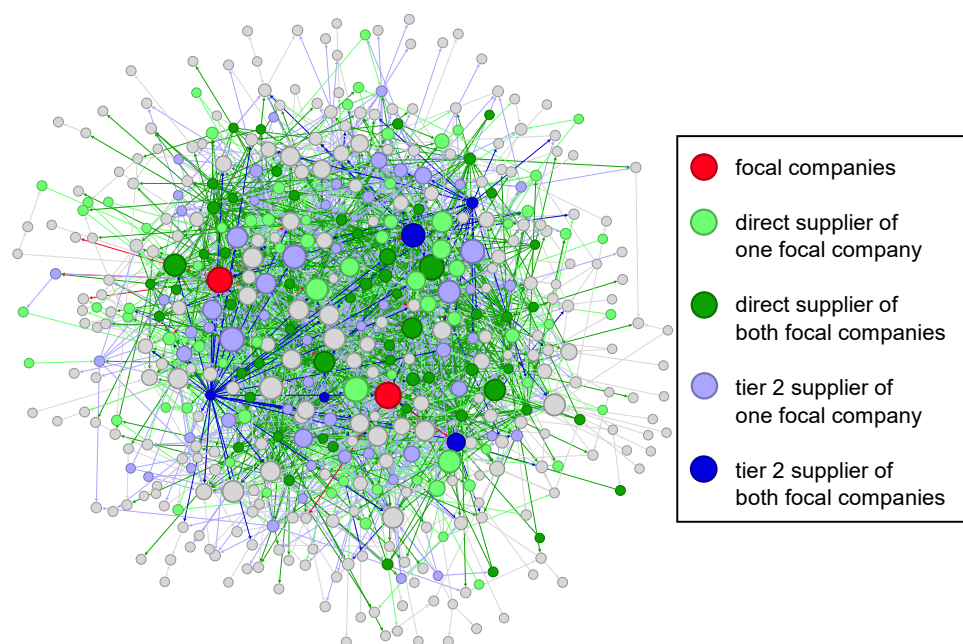 focal companies
direct supplier of
one focal company
direct supplier of
both focal companies
tier 2 supplier of
one focal company
tier 2 supplier of
both focal companies